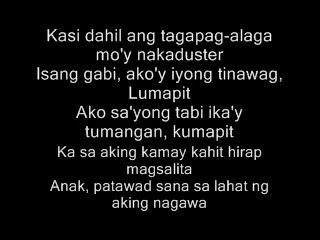 Kasi dahil ang tagapag-alaga
mo'y nakaduster
Isang gabi, ako'y iyong tinawag,
Lumapit
Ako sa'yong tabi ika'y
tumangan, kumapit
Ka sa aking kamay kahit hirap
magsalita
Anak, patawad sana sa lahat ng
aking nagawa